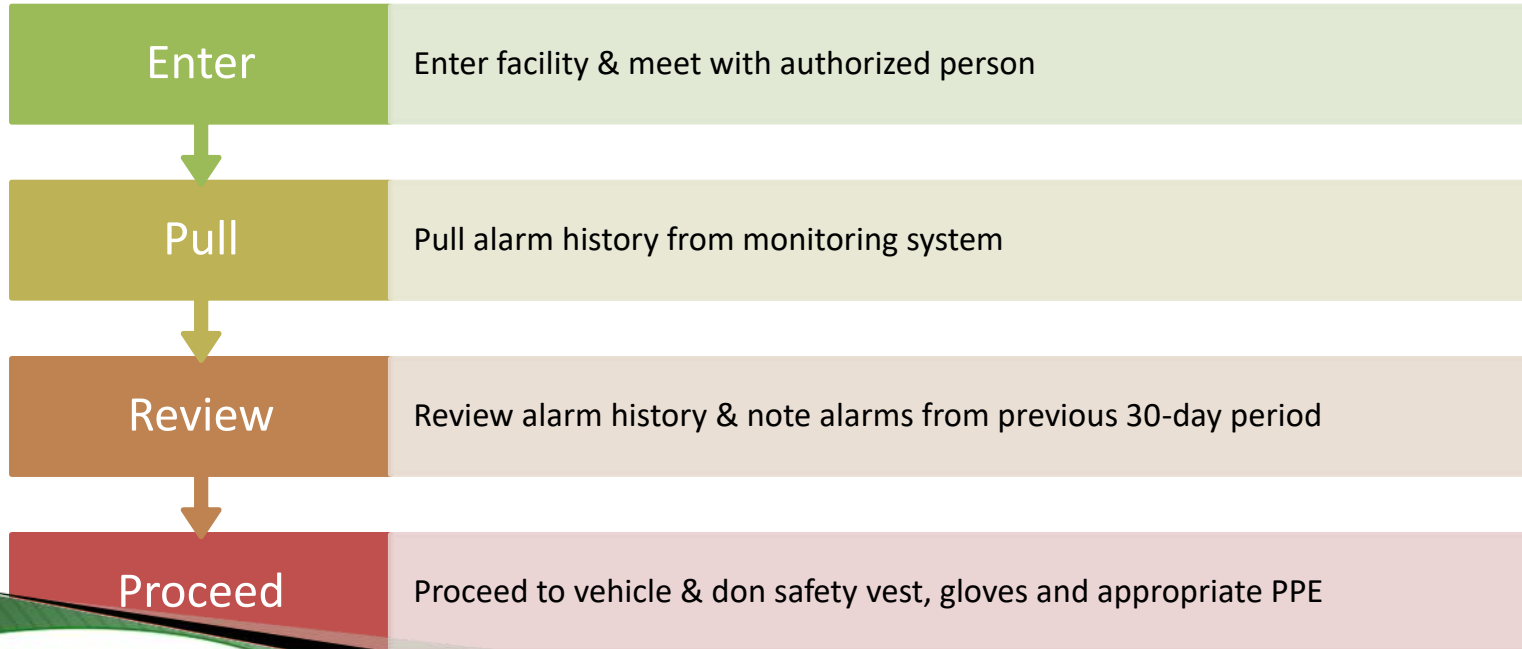 Enter
Enter facility & meet with authorized person
Pull
Pull alarm history from monitoring system
Review
Review alarm history & note alarms from previous 30-day period
Proceed
Proceed to vehicle & don safety vest, gloves and appropriate PPE